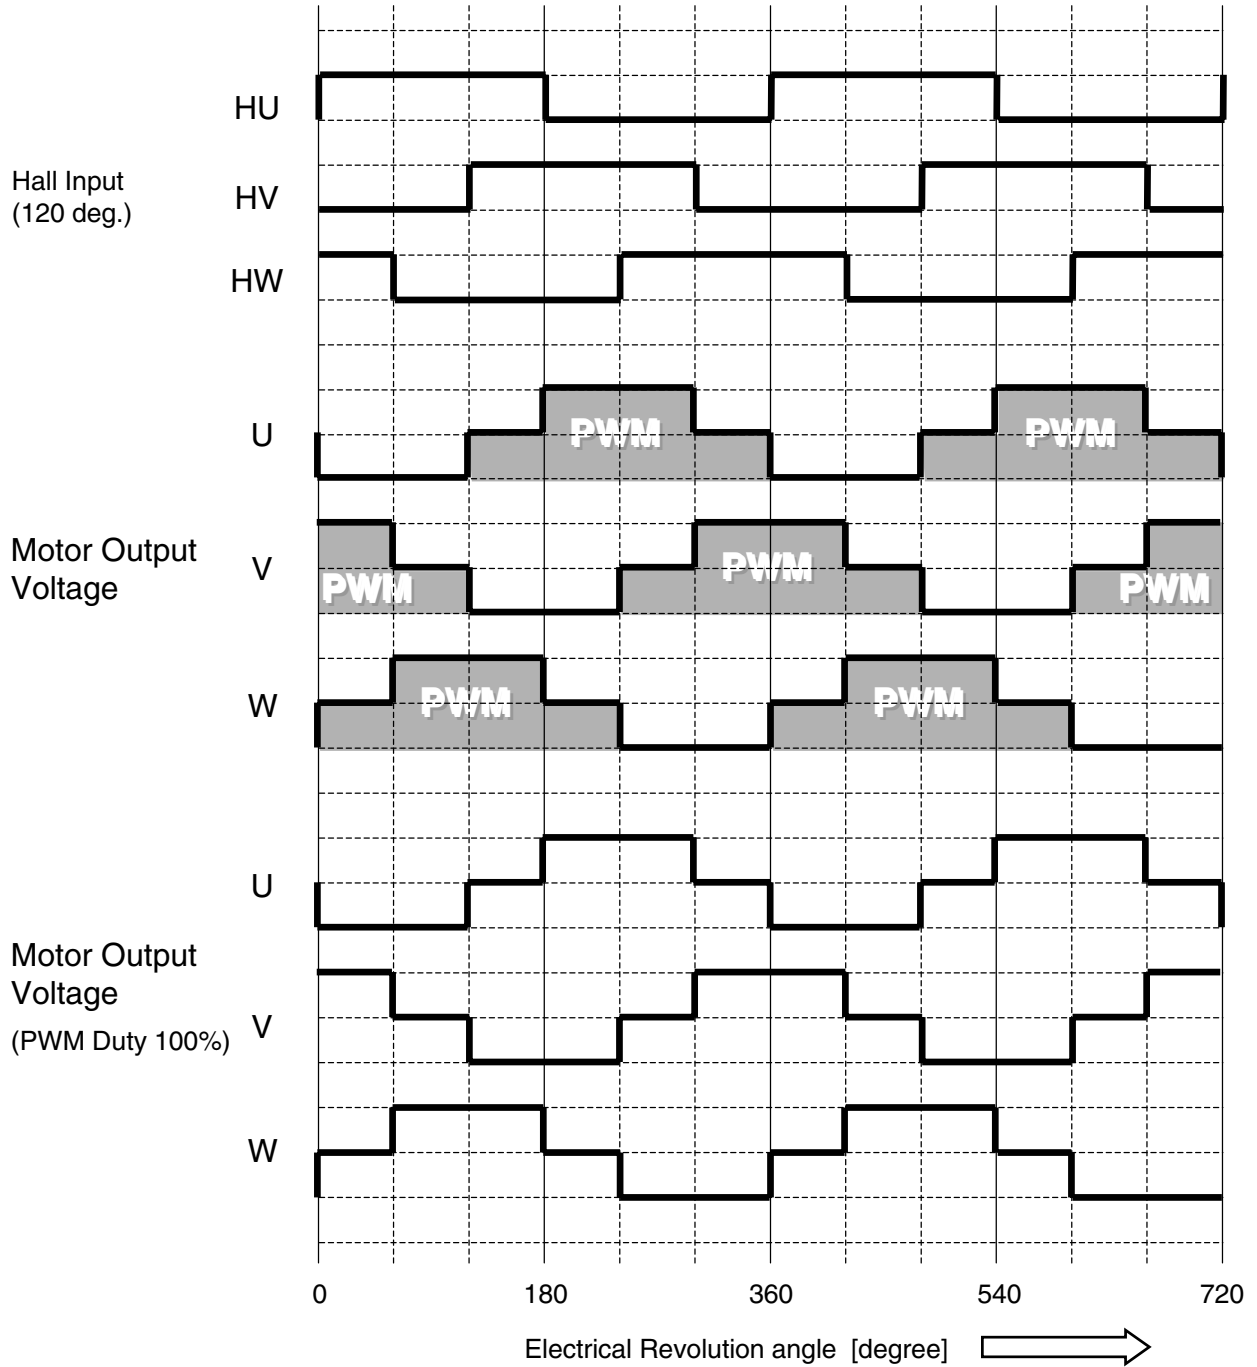 HU
Hall Input
(120 deg.)
HV
HW
U
PWM
PWM
Motor Output
Voltage
V
PWM
PWM
PWM
W
PWM
PWM
U
Motor Output
Voltage
(PWM Duty 100%)
V
W
0
180
360
540
720
Electrical Revolution angle [degree]